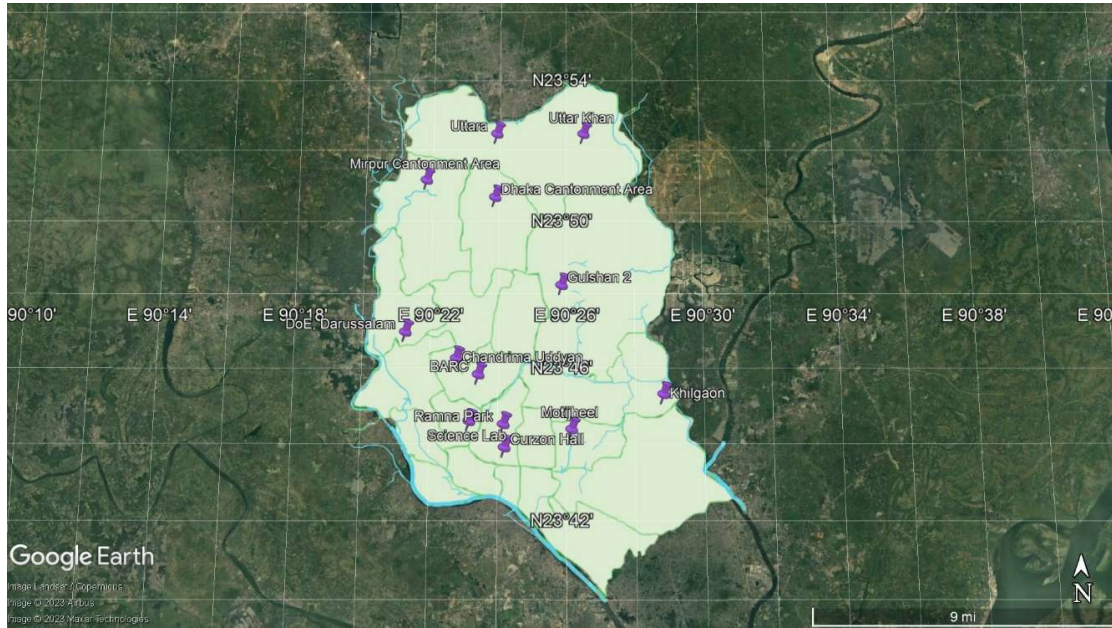 N23°54'
Uttara
Uttar Khan
Mirpur Cantonment Area
Dhaka Cantonment Area
N23°50'
Gulshan 2
90°10'
E 90°14'
E 90°18'
E 90°22'
E 90°26'
E 90°30'
E 90°34'
E 90°38'
E 90
DoE, Darussalam
Chandrima Uddyan
BARC
N23°46'
Khilgaon
Ramna Park
Motijheel
Science Lab
Curzon Hall
N23°42'
Google Earth
Image Landsat / Copernicus
Image © 2023 Airbus
Image © 2023 Maxar Technologies
N
9 mi